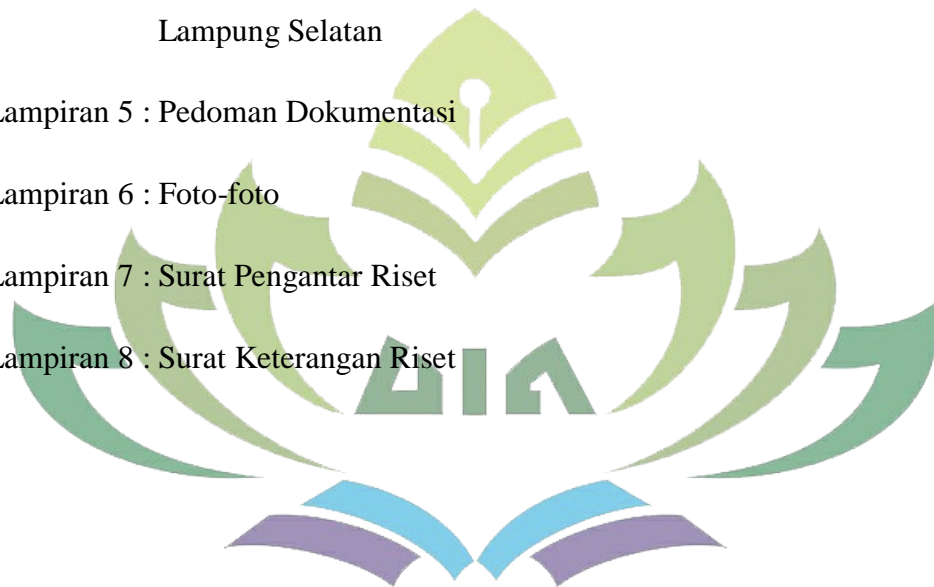 Lampung Selatan
Lampiran 5 : Pedoman Dokumentasi
Lampiran 6 : Foto-foto
Lampiran 7 : Surat Pengantar Riset
Lampiran 8 : Surat Keterangan Riset